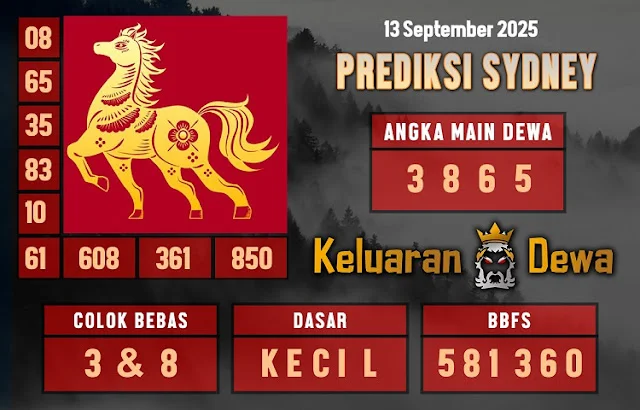 13 September 2025
PREDIKSI SYDNEY
08
65
35
83
10
61 608 361 850
ANGKA MAIN DEWA
3 8 6 5
Keluaran Dewa
COLOK BEBAS
3 & 8
DASAR
KECIL
BBFS
581360